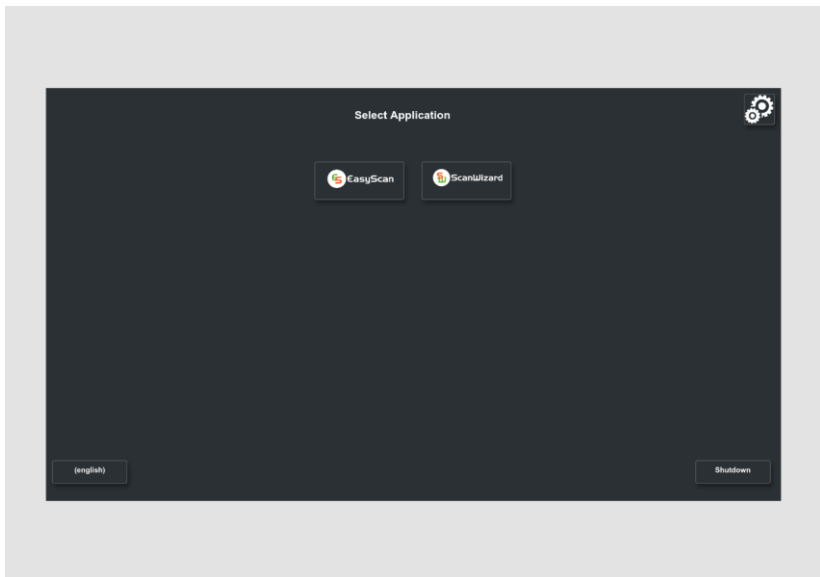 Select Application
EasyScan
ScanWizard
(english)
Shutdown